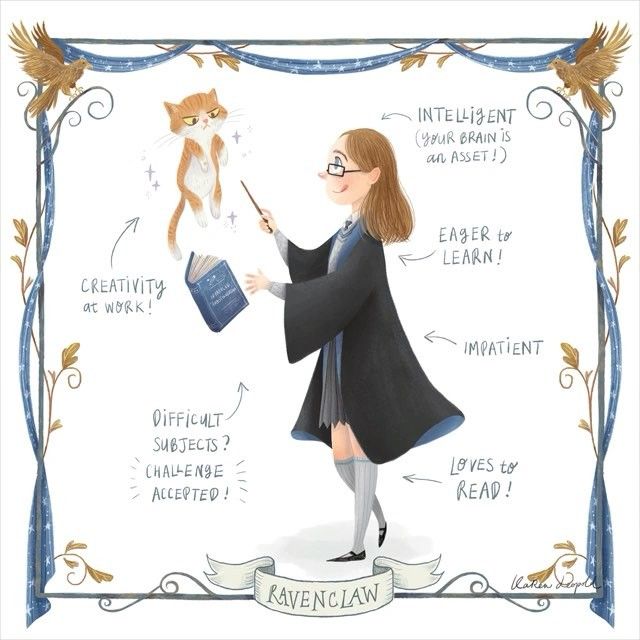 INTELLIGENT
(YOUR BRAIN IS
an ASSET!)
EAGER to
LEARN!
CREATIVITY
at WORK!
IMPATIENT
DIFFICULT
SUBJECTS?
CHALLENGE
ACCEPTED!
LOVES to
READ!
RAVENCLAW